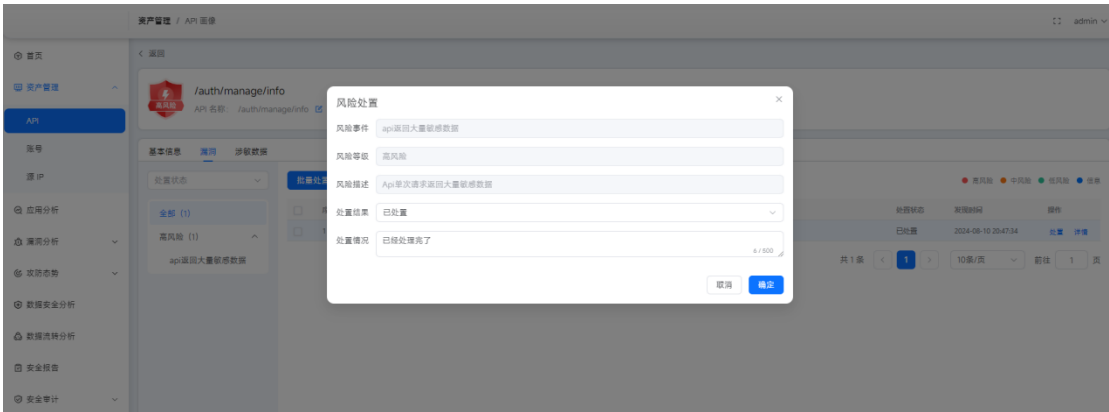 资产管理 / API 画像
admin
首页
返回
资产管理
API
账号
源 IP
应用分析
漏洞分析
攻防态势
数据安全分析
数据流转分析
安全报告
安全审计
高风险
/auth/manage/info
API 名称: /auth/manage/info
基本信息 漏洞 涉敏数据
处置状态
批量处置
高风险 中风险 低风险 信息
全部 (1)
高风险 (1)
api返回大量敏感数据
处置状态 发现时间 操作
已处置 2024-08-10 20:47:34 处置 详情
共 1 条 1 10条/页 前往 1 页
风险处置
风险事件 api返回大量敏感数据
风险等级 高风险
风险描述 Api单次请求返回大量敏感数据
处置结果 已处置
处置情况 已经处理完了
6 / 500
取消 确定